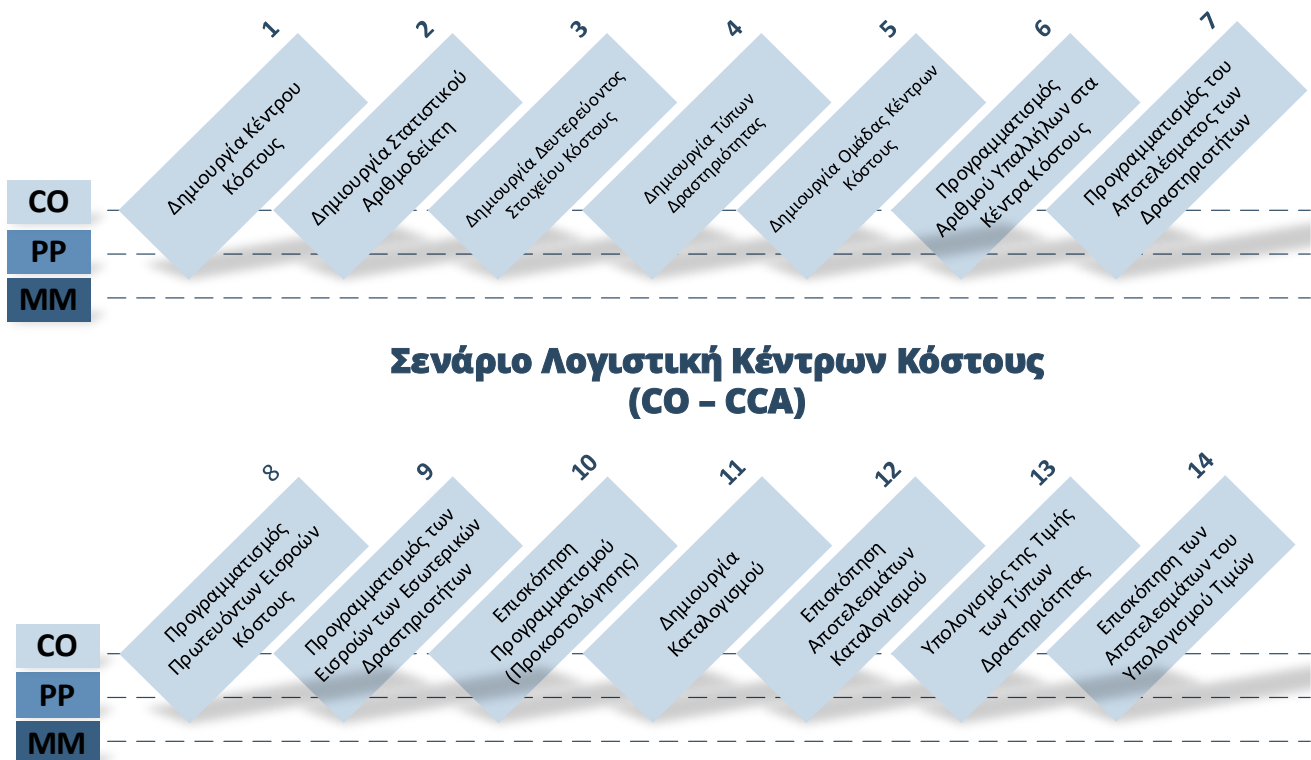 1
Δημιουργία Κέντρου
Κόστους
2
Δημιουργία Στατιστικού
Αριθμοδείκτη
3
Δημιουργία Δευτερεύοντος
Στοιχείου Κόστους
4
Δημιουργία Τύπων
Δραστηριότητας
5
Δημιουργία Ομάδας Κέντρων
Κόστους
6
Προγραμματισμός
Αριθμού Υπαλλήλων στα
Κέντρα Κόστους
7
Προγραμματισμός του
Αποτελέσματος των
Δραστηριοτήτων
CO
PP
MM
Σενάριο Λογιστική Κέντρων Κόστους
(CO – CCA)
8
Προγραμματισμός
Πρωτευόντων Εισροών
Κόστους
9
Προγραμματισμός των
Εισροών των Εσωτερικών
Δραστηριοτήτων
10
Επισκόπηση
Προγραμματισμού
(Προκοστολόγησης)
11
Δημιουργία
Καταλογισμού
12
Επισκόπηση
Αποτελεσμάτων
Καταλογισμού
13
Υπολογισμός της Τιμής
των Τύπων
Δραστηριότητας
14
Επισκόπηση των
Αποτελεσμάτων του
Υπολογισμού Τιμών
CO
PP
MM